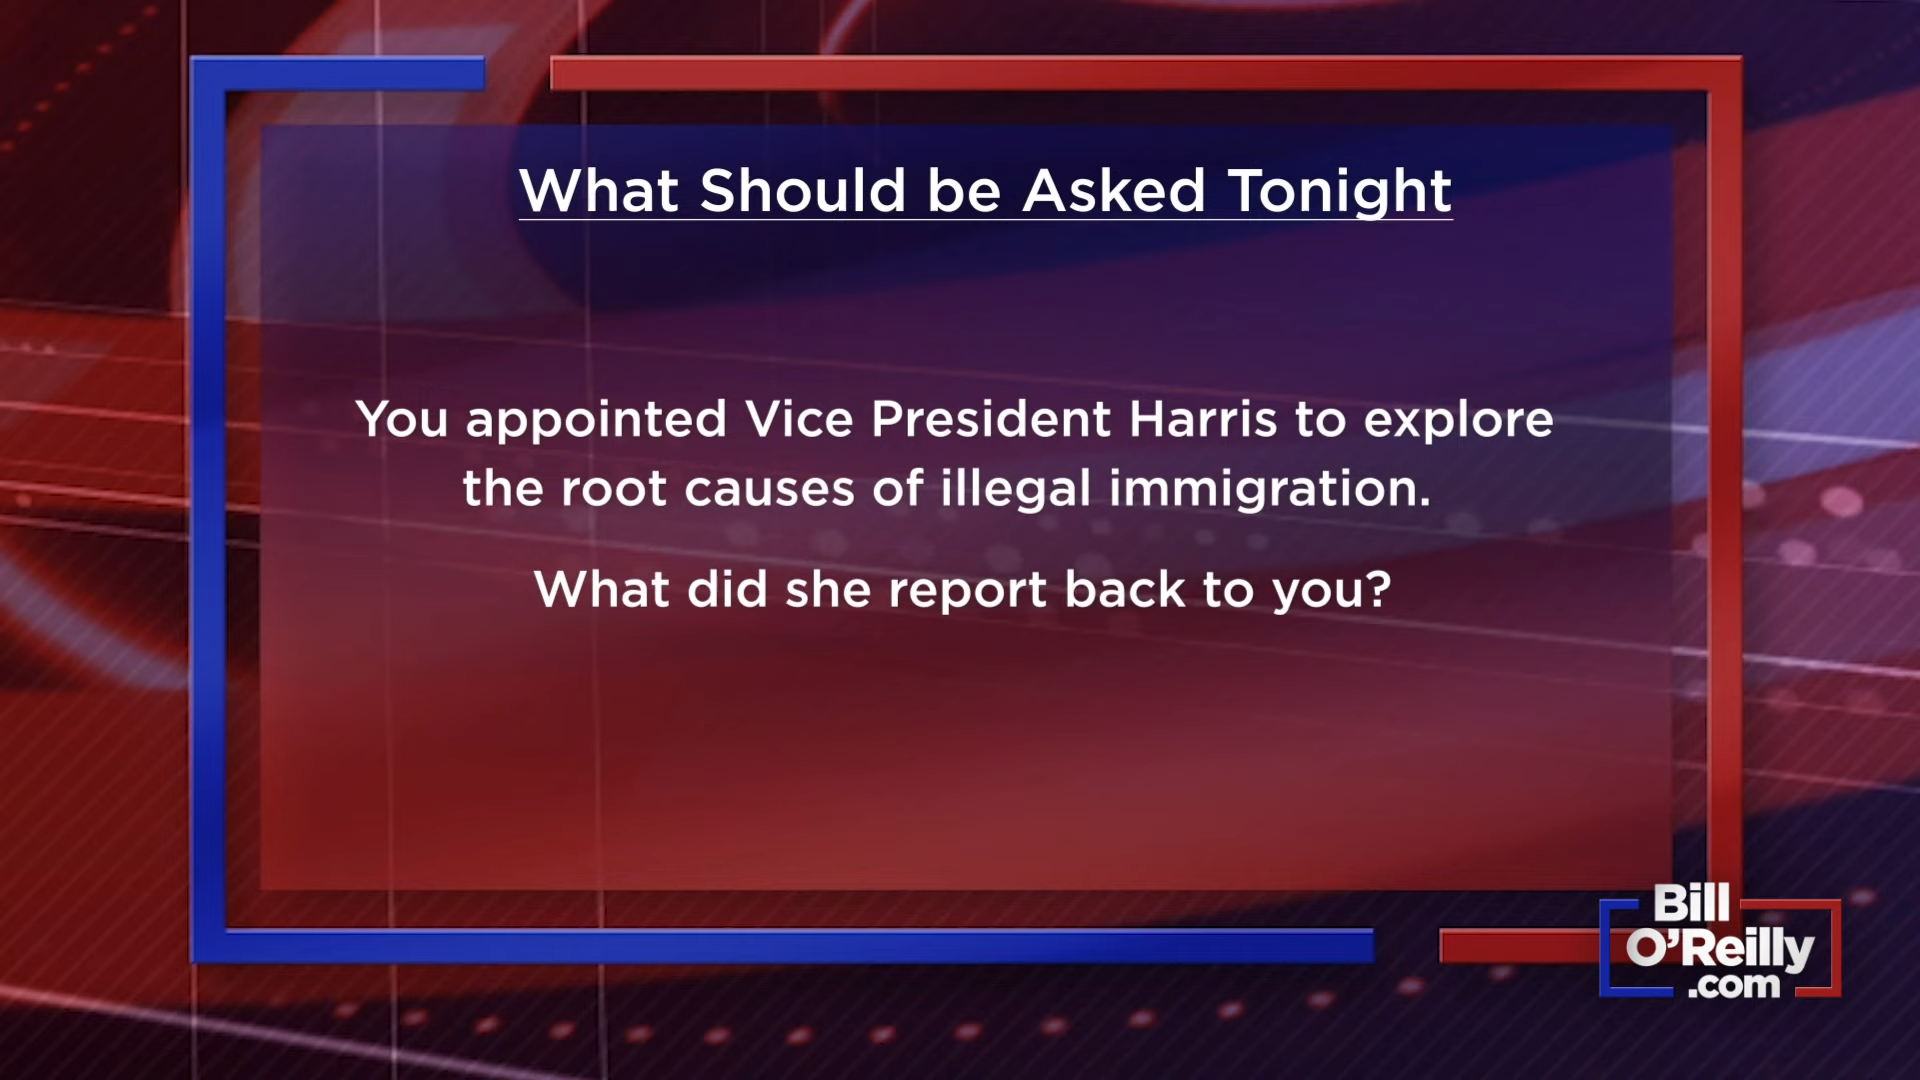 What Should be Asked Tonight
You appointed Vice President Harris to explore
the root causes of illegal immigration.
What did she report back to you?
Bill
O'Reilly
.com